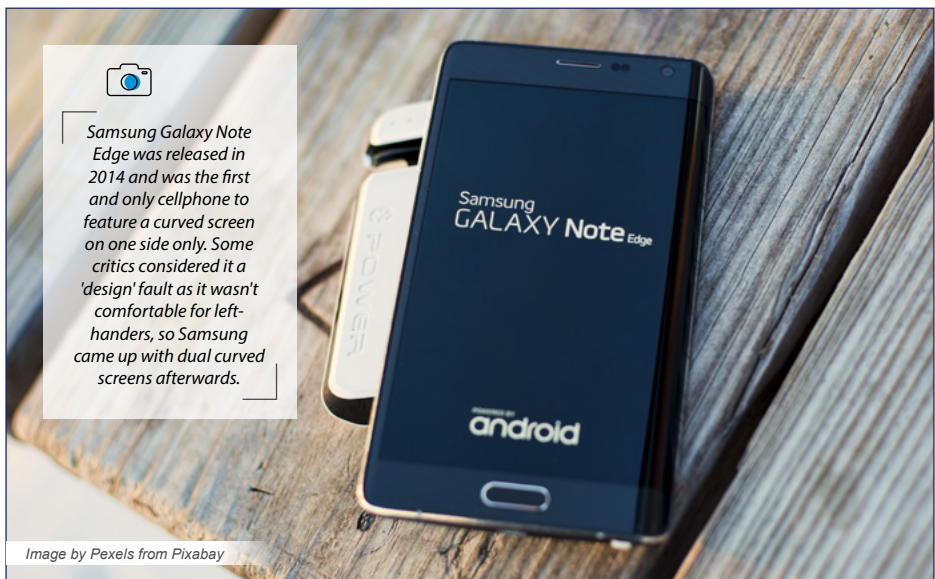 Samsung Galaxy Note
Edge was released in
2014 and was the first
and only cellphone to
feature a curved screen
on one side only. Some
critics considered it a
'design' fault as it wasn't
comfortable for left-
handers, so Samsung
came up with dual curved
screens afterwards.
POWER
Samsung
GALAXY Note Edge
POWERED BY
android
Image by Pexels from Pixabay